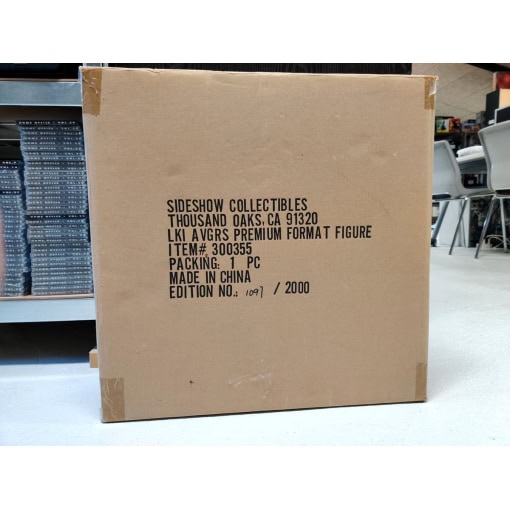 SIDESHOW COLLECTIBLES
THOUSAND OAKS, CA 91320
LKI AVGRS PREMIUM FORMAT FIGURE
ITEM# 300355
PACKING: 1 PC
MADE IN CHINA
EDITION NO.: 1097 / 2000